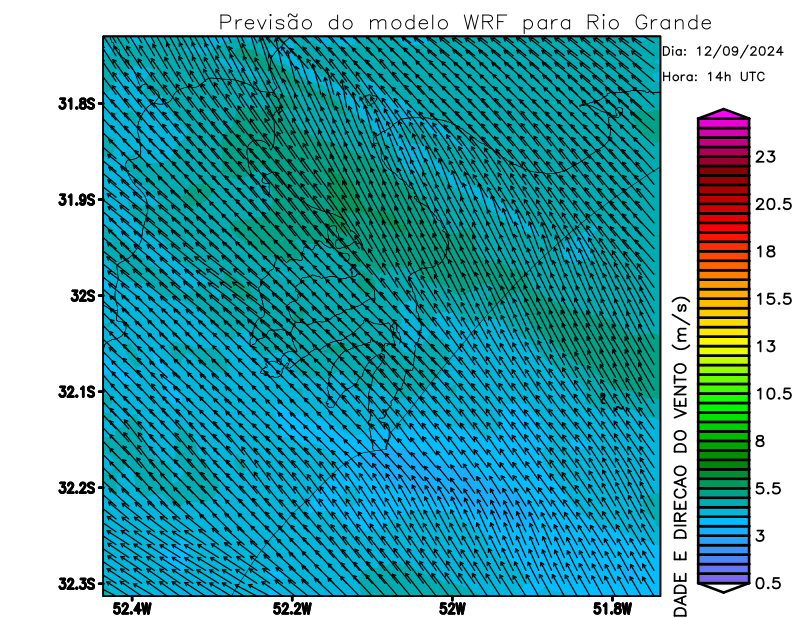 Previsão do modelo WRF para Rio Grande
Dia: 12/09/2024
Hora: 14h UTC
31.8S
31.9S
32S
32.1S
32.2S
32.3S
52.4W
52.2W
52W
51.8W
DADE E DIRECAO DO VENTO (m/s)
23
20.5
18
15.5
13
10.5
8
5.5
3
0.5